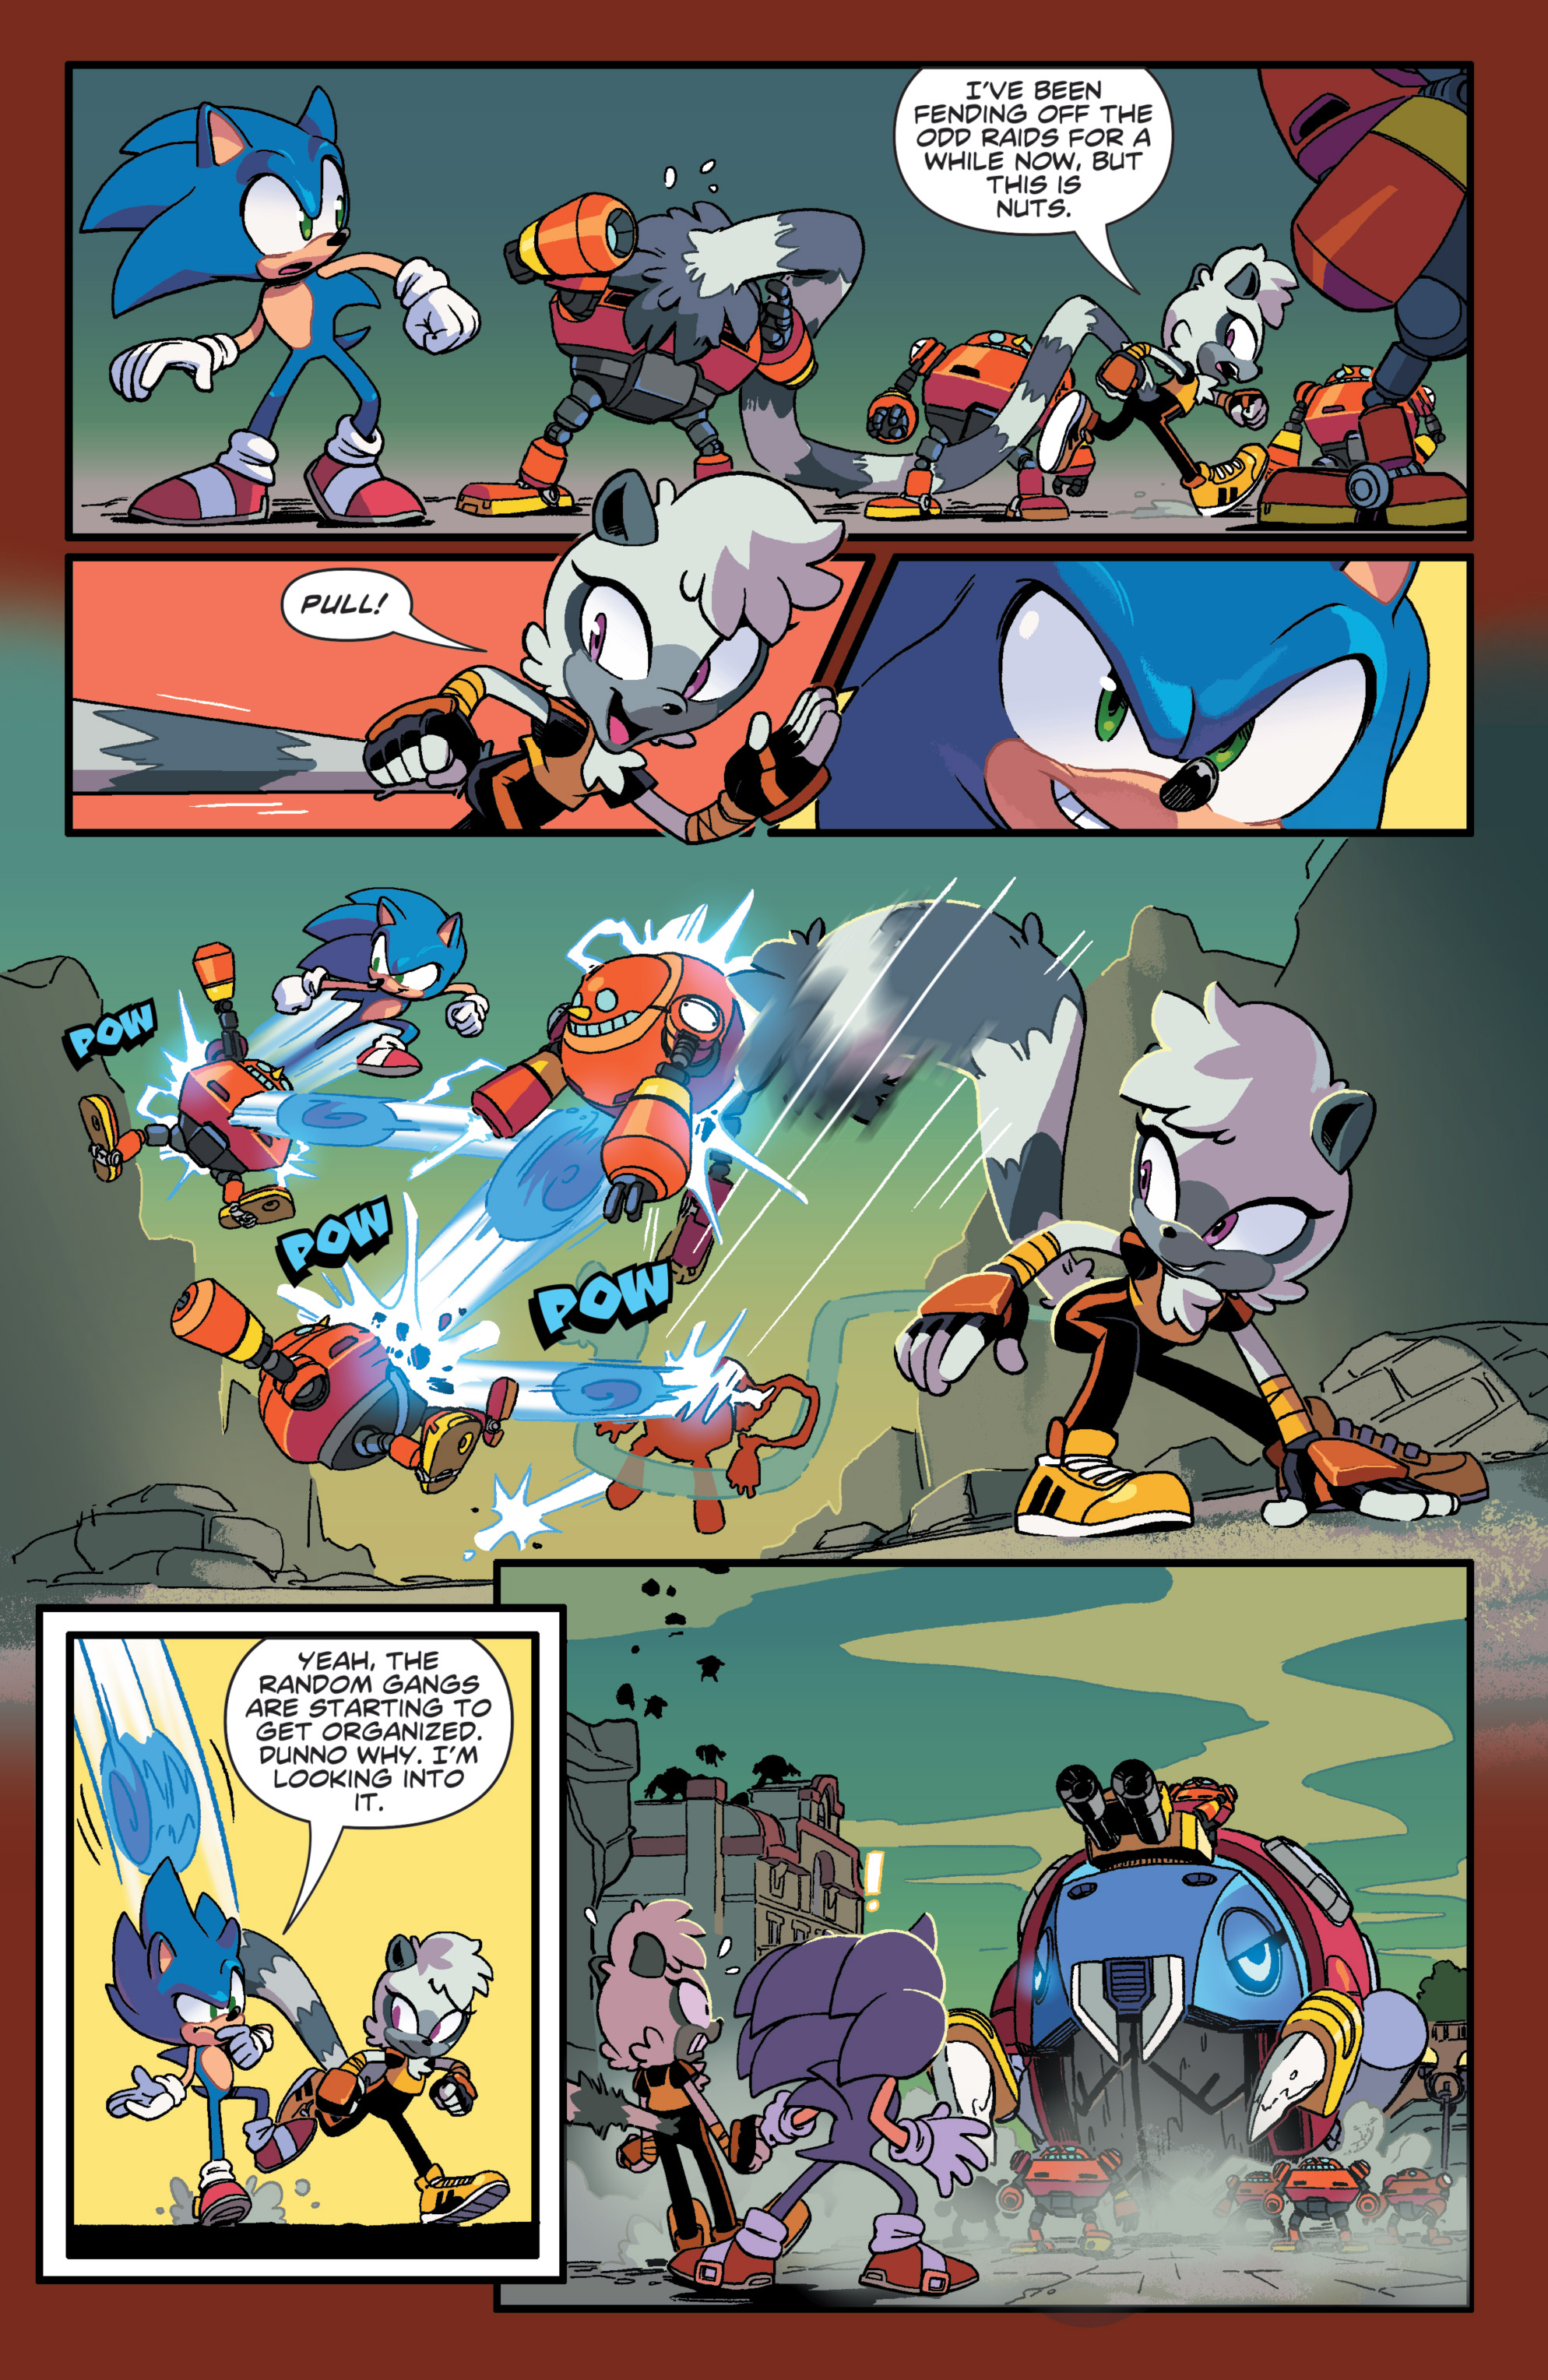 I'VE BEEN
FENDING OFF THE
ODD RAIDS FOR A
WHILE NOW, BUT
THIS IS
NUTS.
PULL!
POW
POW
POW
YEAH, THE
RANDOM GANGS
ARE STARTING TO
GET ORGANIZED.
DUNNO WHY. I'M
LOOKING INTO
IT.
!